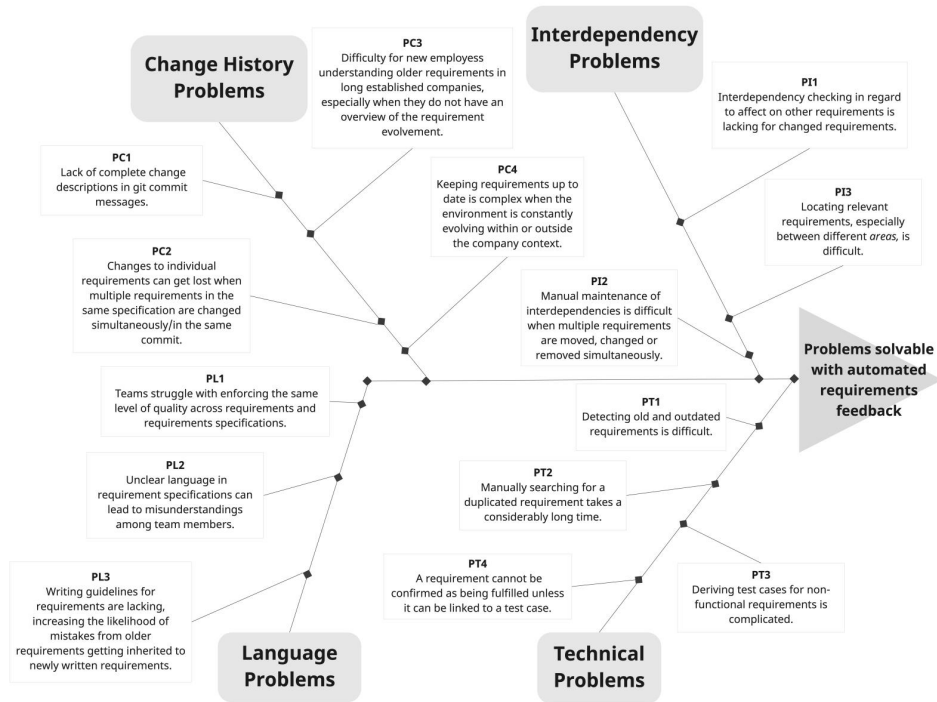 Change History
Problems
PC3
Difficulty for new employess
understanding older requirements in
long established companies,
especially when they do not have an
overview of the requirement
evolvement.
Interdependency
Problems
PI1
Interdependency checking in regard
to affect on other requirements is
lacking for changed requirements.
PC1
Lack of complete change
descriptions in git commit
messages.
PC4
Keeping requirements up to
date is complex when the
environment is constantly
evolving within or outside
the company context.
PI3
Locating relevant
requirements, especially
between different areas, is
difficult.
PC2
Changes to individual
requirements can get lost when
multiple requirements in the
same specification are changed
simultaneously/in the same
commit.
PI2
Manual maintenance of
interdependencies is difficult
when multiple requirements
are moved, changed or
removed simultaneously.
Problems solvable
with automated
requirements
feedback
PL1
Teams struggle with enforcing the same
level of quality across requirements and
requirements specifications.
PT1
Detecting old and outdated
requirements is difficult.
PL2
Unclear language in
requirement specifications can
lead to misunderstandings
among team members.
PT2
Manually searching for a
duplicated requirement takes a
considerably long time.
PL3
Writing guidelines for
requirements are lacking,
increasing the likelihood of
mistakes from older
requirements getting inherited to
newly written requirements.
PT4
A requirement cannot be
confirmed as being fulfilled unless
it can be linked to a test case.
PT3
Deriving test cases for non-
functional requirements is
complicated.
Language
Problems
Technical
Problems